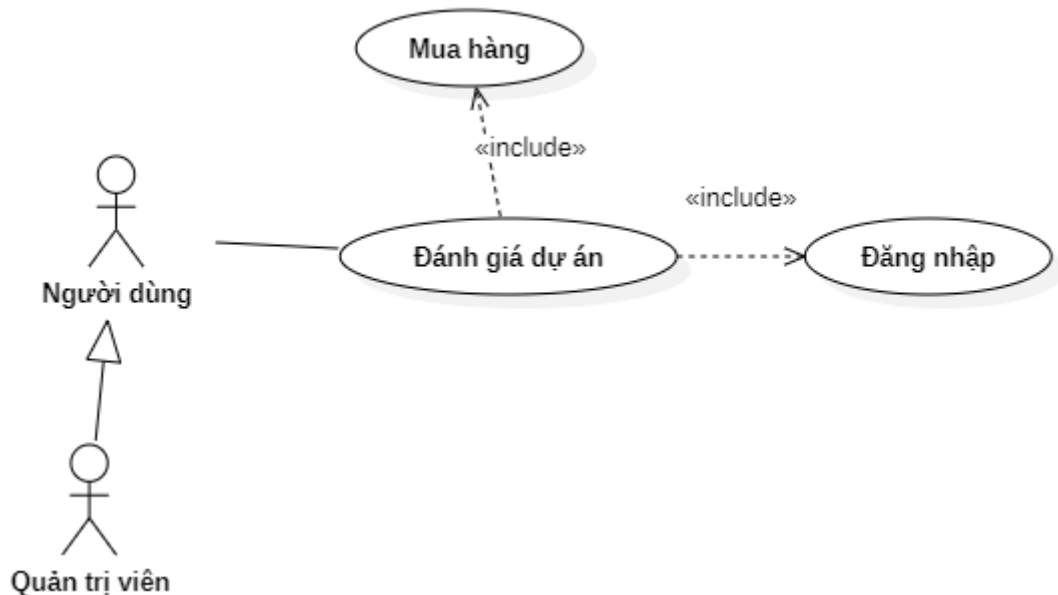 Mua hàng
«include»
«include»
Đánh giá dự án
Đăng nhập
Người dùng
Quản trị viên